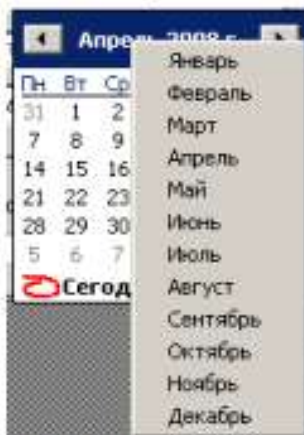 Апрель 2008 г.
Пн Вт Ср
31 1 2
7 8 9
14 15 16
21 22 23
28 29 30
5 6 7
Сегод
Январь
Февраль
Март
Апрель
Май
Июнь
Июль
Август
Сентябрь
Октябрь
Ноябрь
Декабрь